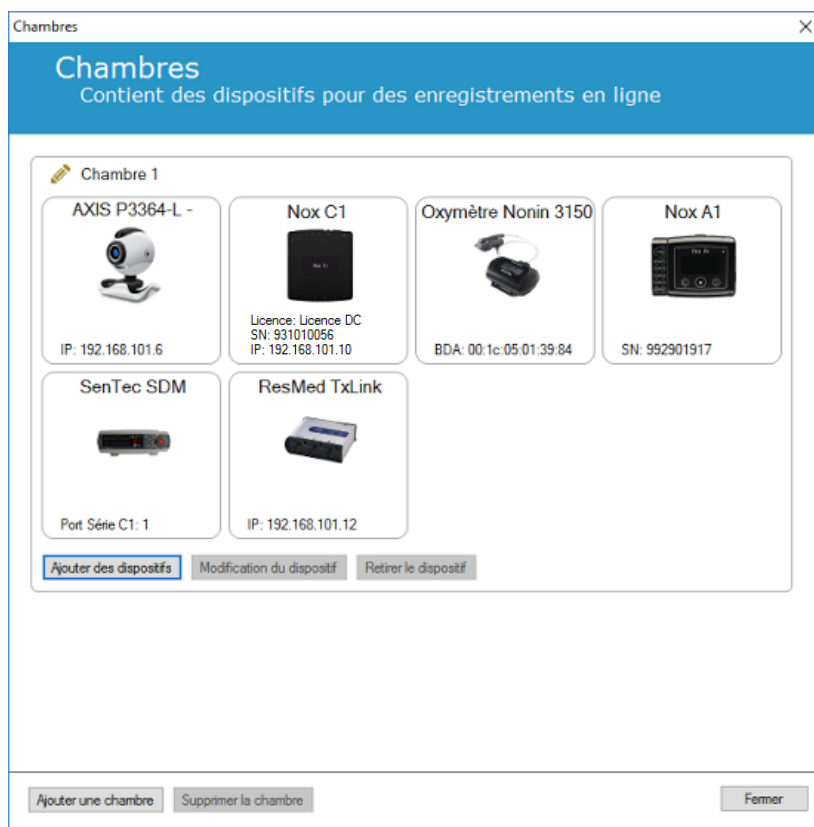 Chambres
Chambres
Contient des dispositifs pour des enregistrements en ligne
Chambre 1
AXIS P3364-L -
IP: 192.168.101.6
Nox C1
Licence: Licence DC
SN: 931010056
IP: 192.168.101.10
Oxymètre Nonin 3150
BDA: 00:1c:05:01:39:84
Nox A1
SN: 992901917
SenTec SDM
Port Série C1: 1
ResMed TxLink
IP: 192.168.101.12
Ajouter des dispositifs Modification du dispositif Retirer le dispositif
Ajouter une chambre Supprimer la chambre Fermer